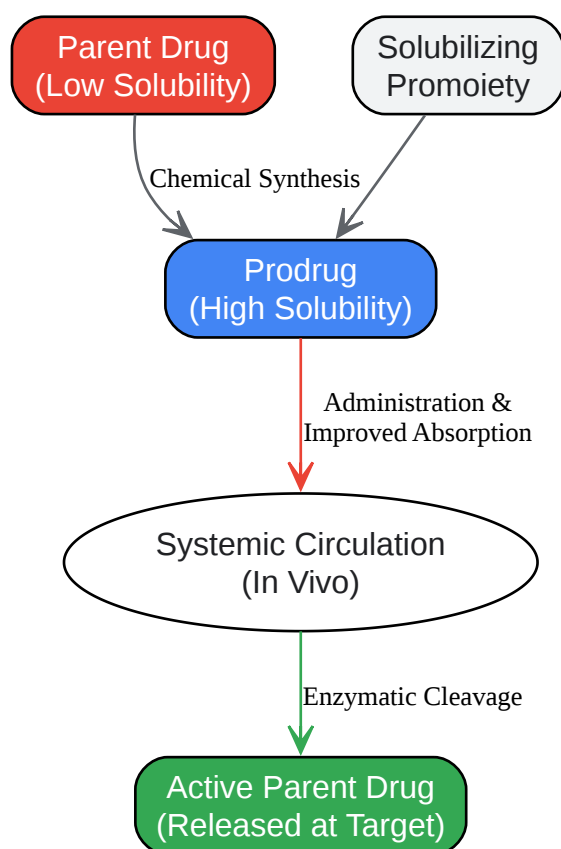 Parent Drug
(Low Solubility)
Solubilizing
Promoiety
Chemical Synthesis
Prodrug
(High Solubility)
Administration &
Improved Absorption
Systemic Circulation
(In Vivo)
Enzymatic Cleavage
Active Parent Drug
(Released at Target)